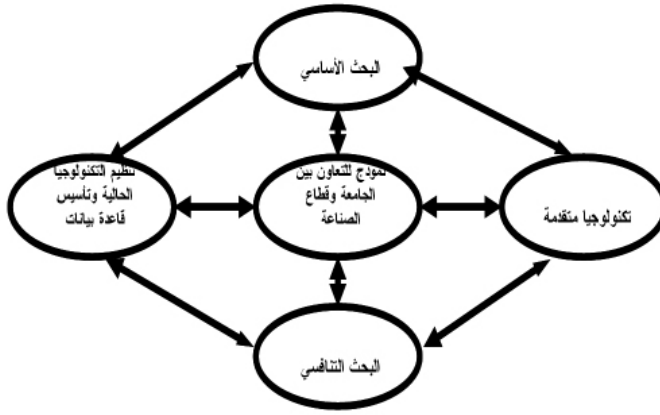 البحث الأساسي
تنظيم التكنولوجيا
الحالية وتأسيس
قاعدة بيانات
نموذج للتعاون بين
الجامعة وقطاع
الصناعة
تكنولوجيا متقدمة
البحث التنافسي